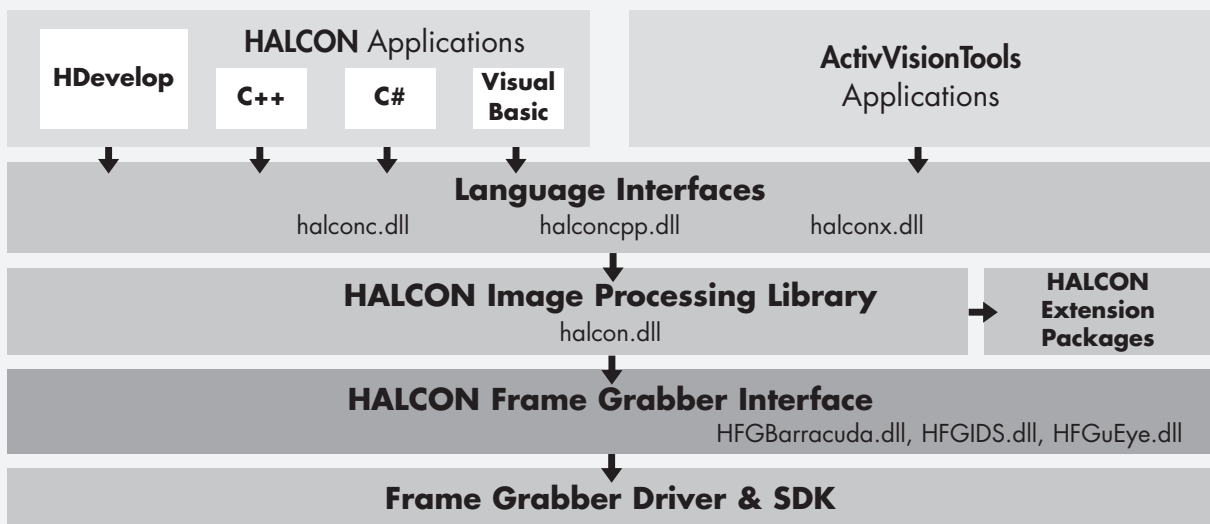 HALCON Applications
HDevelop
C++
C#
Visual
Basic
ActivVisionTools
Applications
Language Interfaces
halconc.dll halconcpp.dll halconx.dll
HALCON Image Processing Library
halcon.dll
HALCON
Extension
Packages
HALCON Frame Grabber Interface
HFGBarracuda.dll, HFGIDS.dll, HFGuEye.dll
Frame Grabber Driver & SDK